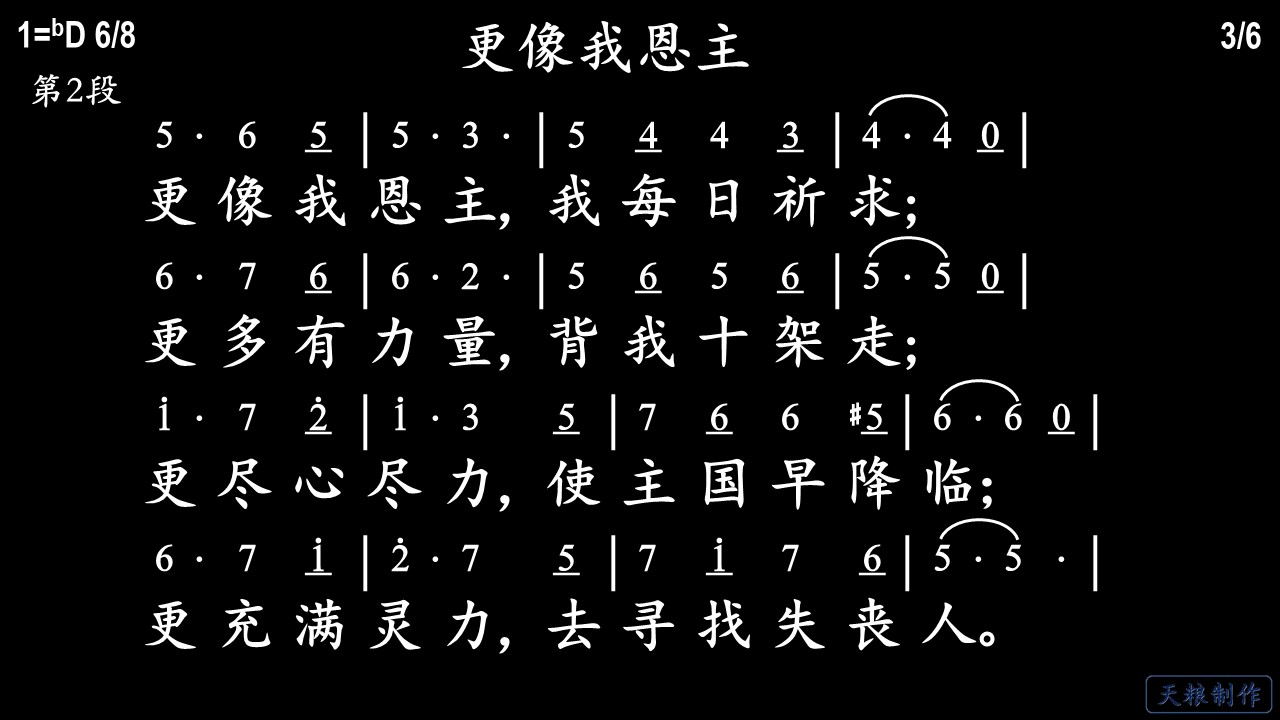 1=ᵇD 6/8
更像我恩主
3/6
第2段
5 · 6 5 | 5 · 3 · | 5 4 4 3 | 4 · 4 0 |
更像我恩主,我每日祈求;
6 · 7 6 | 6 · 2 · | 5 6 5 6 | 5 · 5 0 |
更多有力量,背我十架走;
i · 7 2̇ | i · 3 5 | 7 6 6 #5 | 6 · 6 0 |
更尽心尽力,使主国早降临;
6 · 7 i | 2̇ · 7 5 | 7 i 7 6 | 5 · 5 · |
更充满灵力,去寻找失丧人。
天粮制作